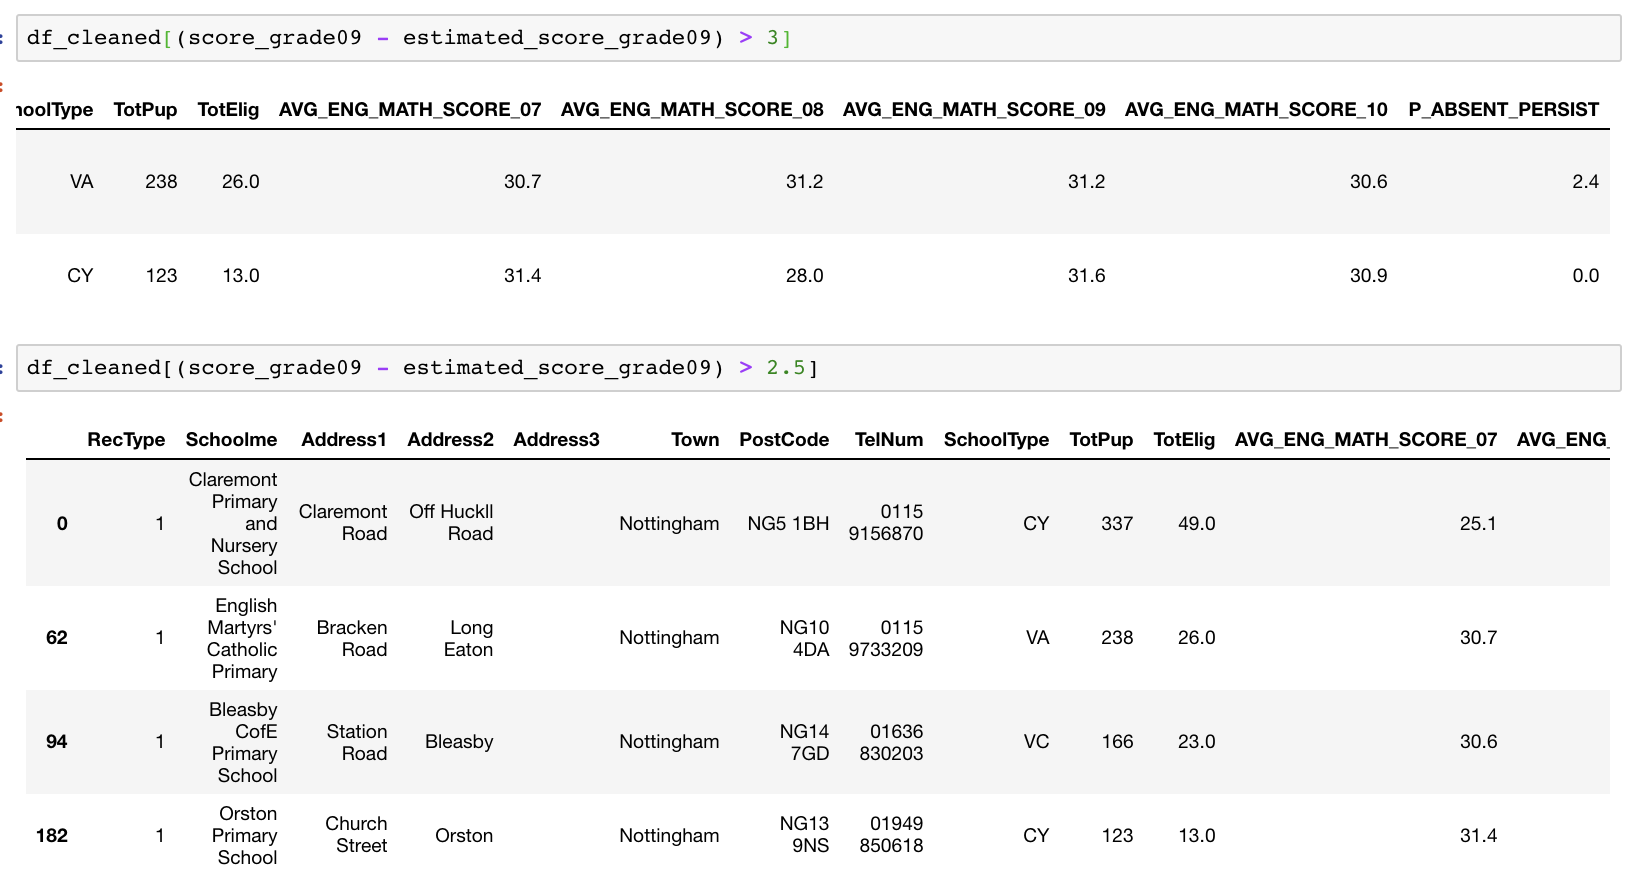 df_cleaned[(score_grade09 - estimated_score_grade09) > 3]
hoolType TotPup TotElig AVG_ENG_MATH_SCORE_07 AVG_ENG_MATH_SCORE_08 AVG_ENG_MATH_SCORE_09 AVG_ENG_MATH_SCORE_10 P_ABSENT_PERSIST
VA 238 26.0 30.7 31.2 31.2 30.6 2.4
CY 123 13.0 31.4 28.0 31.6 30.9 0.0
df_cleaned[(score_grade09 - estimated_score_grade09) > 2.5]
RecType Schoolme Address1 Address2 Address3 Town PostCode TelNum SchoolType TotPup TotElig AVG_ENG_MATH_SCORE_07 AVG_ENG_
Claremont
Primary
and
Nursery
School
Claremont
Road
Off Huckll
Road
0115
9156870
0 1 Nottingham NG5 1BH CY 337 49.0 25.1
English
Martyrs'
Catholic
Primary
Bracken
Road
Long
Eaton
NG10
4DA
0115
9733209
62 1 Nottingham VA 238 26.0 30.7
Bleasby
CofE
Primary
School
Station
Road
NG14
7GD
01636
830203
94 1 Bleasby Nottingham VC 166 23.0 30.6
Orston
Primary
School
Church
Street
NG13
9NS
01949
850618
182 1 Orston Nottingham CY 123 13.0 31.4